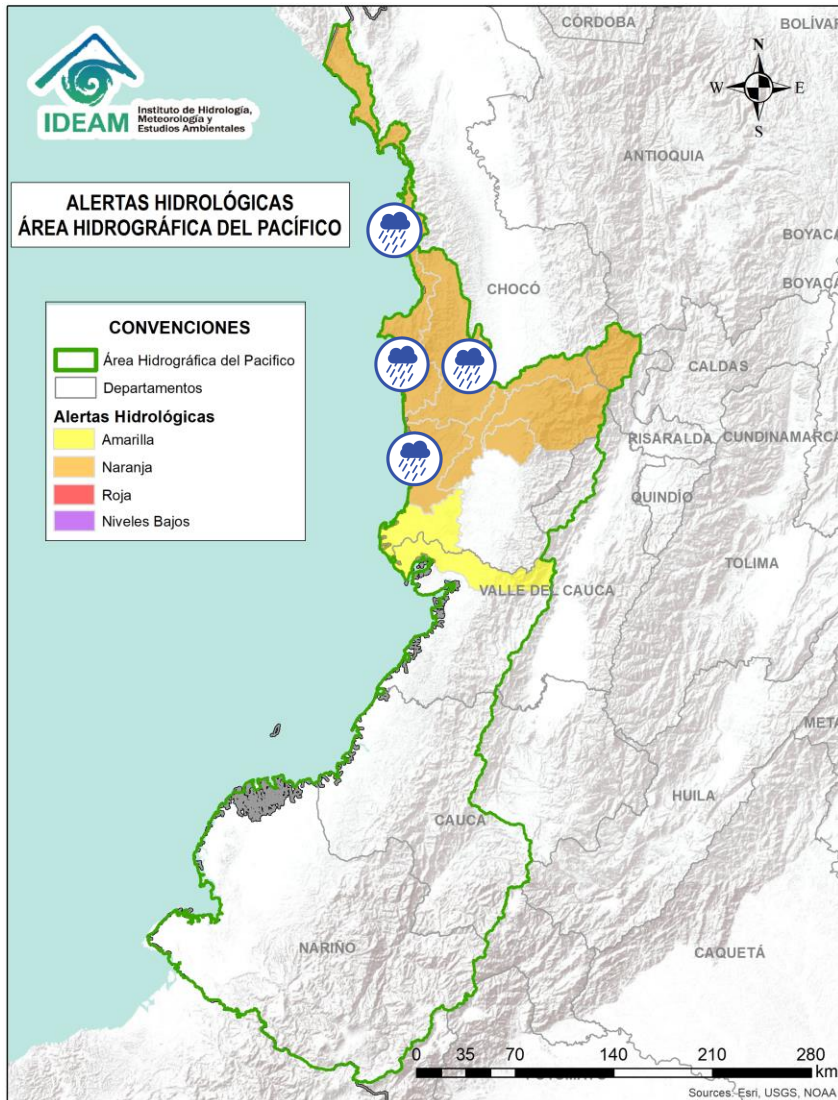 CÓRDOBA
BOLÍVAR
IDEAM
Instituto de Hidrología,
Meteorología y
Estudios Ambientales
N
W
E
S
ANTIOQUIA
ALERTAS HIDROLÓGICAS
ÁREA HIDROGRÁFICA DEL PACÍFICO
BOYACÁ
BOYACÁ
CHOCÓ
CONVENCIONES
Área Hidrográfica del Pacifico
Departamentos
Alertas Hidrológicas
Amarilla
Naranja
Roja
Niveles Bajos
CALDAS
RISARALDA
CUNDINAMARCA
QUINDÍO
TOLIMA
VALLE DEL CAUCA
META
HUILA
CAUCA
NARIÑO
CAQUETÁ
0 35 70 140 210 280
km
Sources: Esri, USGS, NOAA